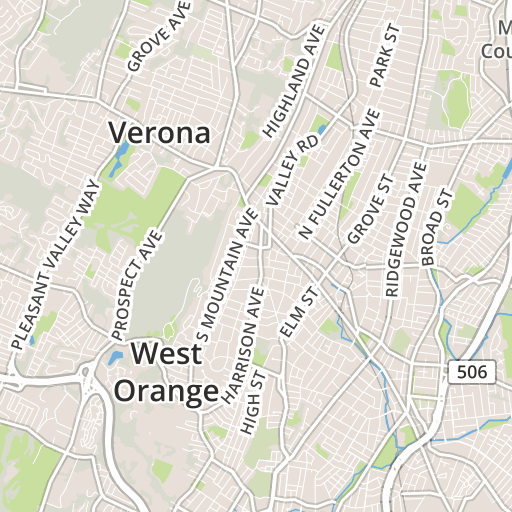 GROVE AVE
HIGHLAND AVE
PARK ST
M
Cou
Verona
VALLEY RD
N FULLERTON AVE
GROVE ST
RIDGEWOOD AVE
BROAD ST
PLEASANT VALLEY WAY
PROSPECT AVE
S MOUNTAIN AVE
HARRISON AVE
ELM ST
HIGH ST
West
Orange
506